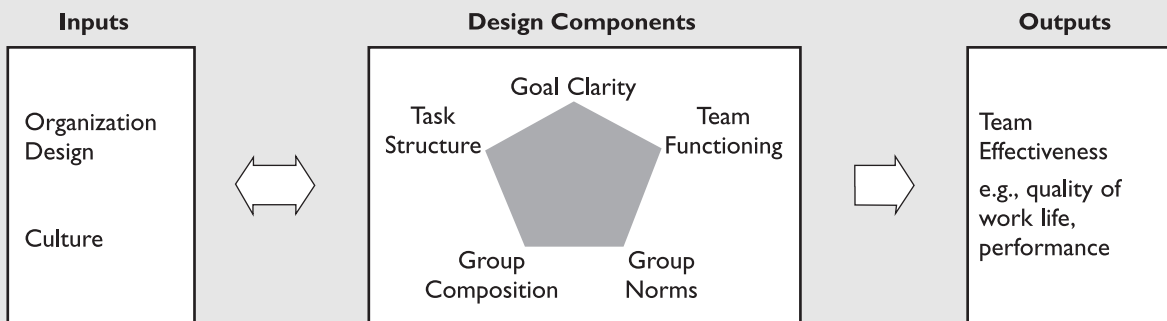 Inputs
Organization
Design
Culture
Design Components
Goal Clarity
Task
Structure
Team
Functioning
Group
Composition
Group
Norms
Outputs
Team
Effectiveness
e.g., quality of
work life,
performance